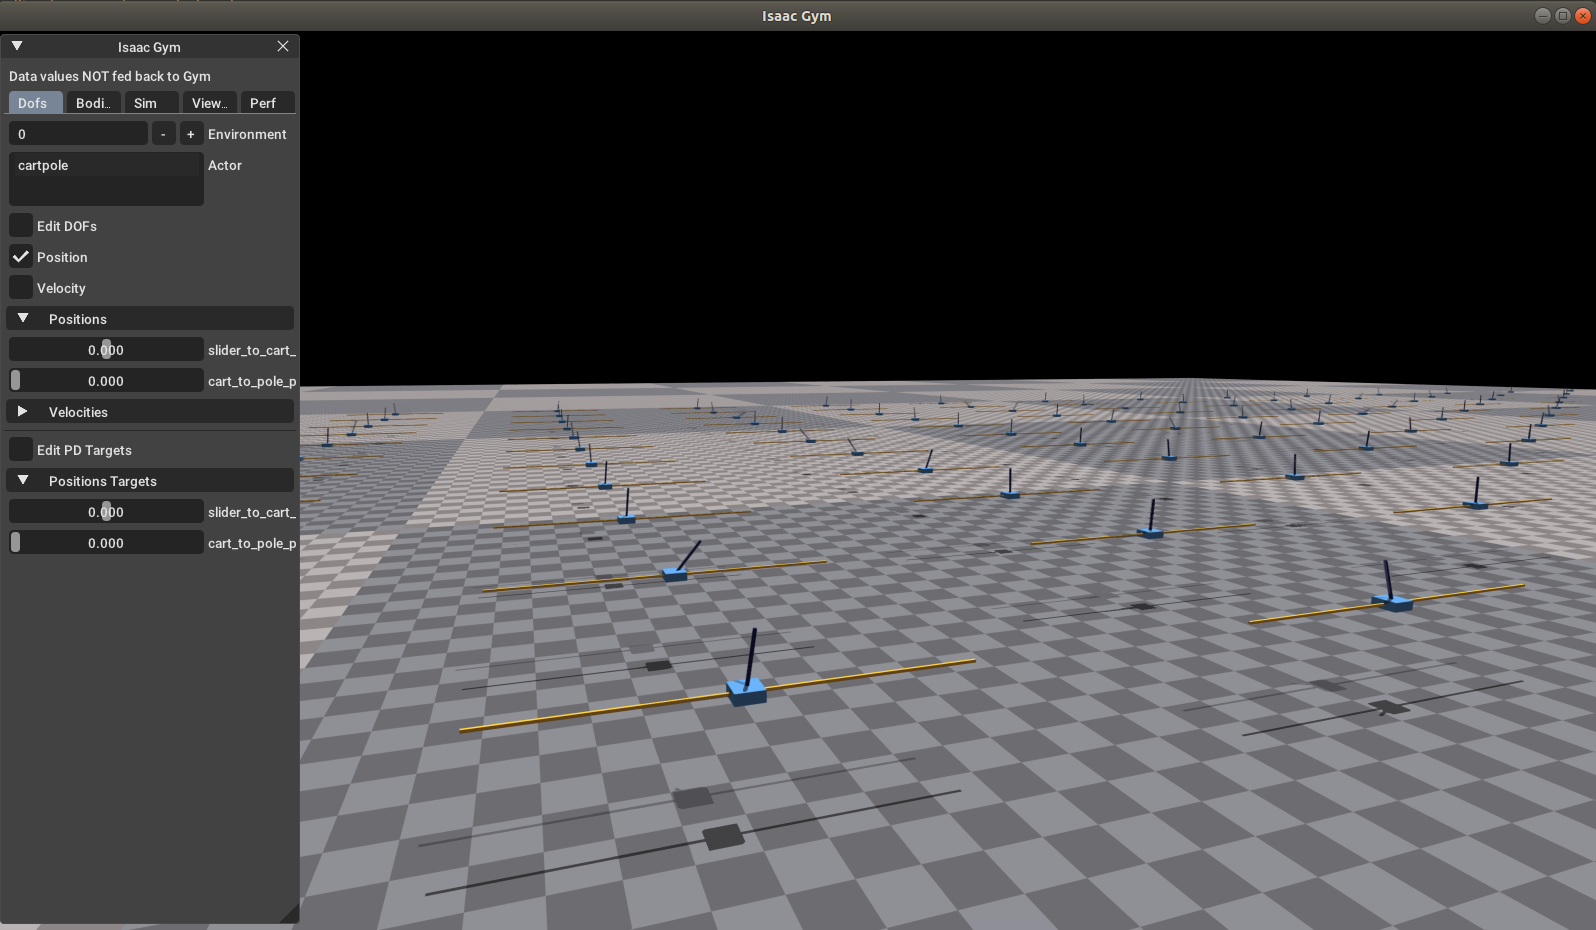 Isaac Gym
Isaac Gym
Data values NOT fed back to Gym
Dofs Bodi... Sim View... Perf
0 - + Environment
cartpole Actor
Edit DOFs
Position
Velocity
Positions
0.000 slider_to_cart_
0.000 cart_to_pole_p
Velocities
Edit PD Targets
Positions Targets
0.000 slider_to_cart_
0.000 cart_to_pole_p